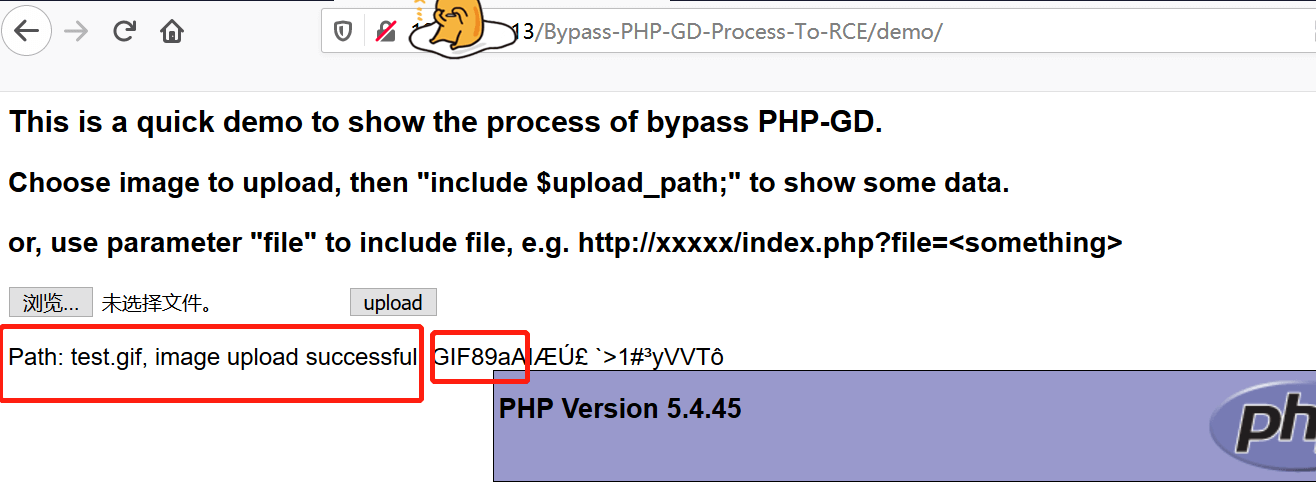 13/Bypass-PHP-GD-Process-To-RCE/demo/
This is a quick demo to show the process of bypass PHP-GD.
Choose image to upload, then "include $upload_path;" to show some data.
or, use parameter "file" to include file, e.g. http://xxxxx/index.php?file=<something>
浏览... 未选择文件。 upload
Path: test.gif, image upload successful GIF89aAIÆÚ£ `>1#³yVVTô
PHP Version 5.4.45
ph